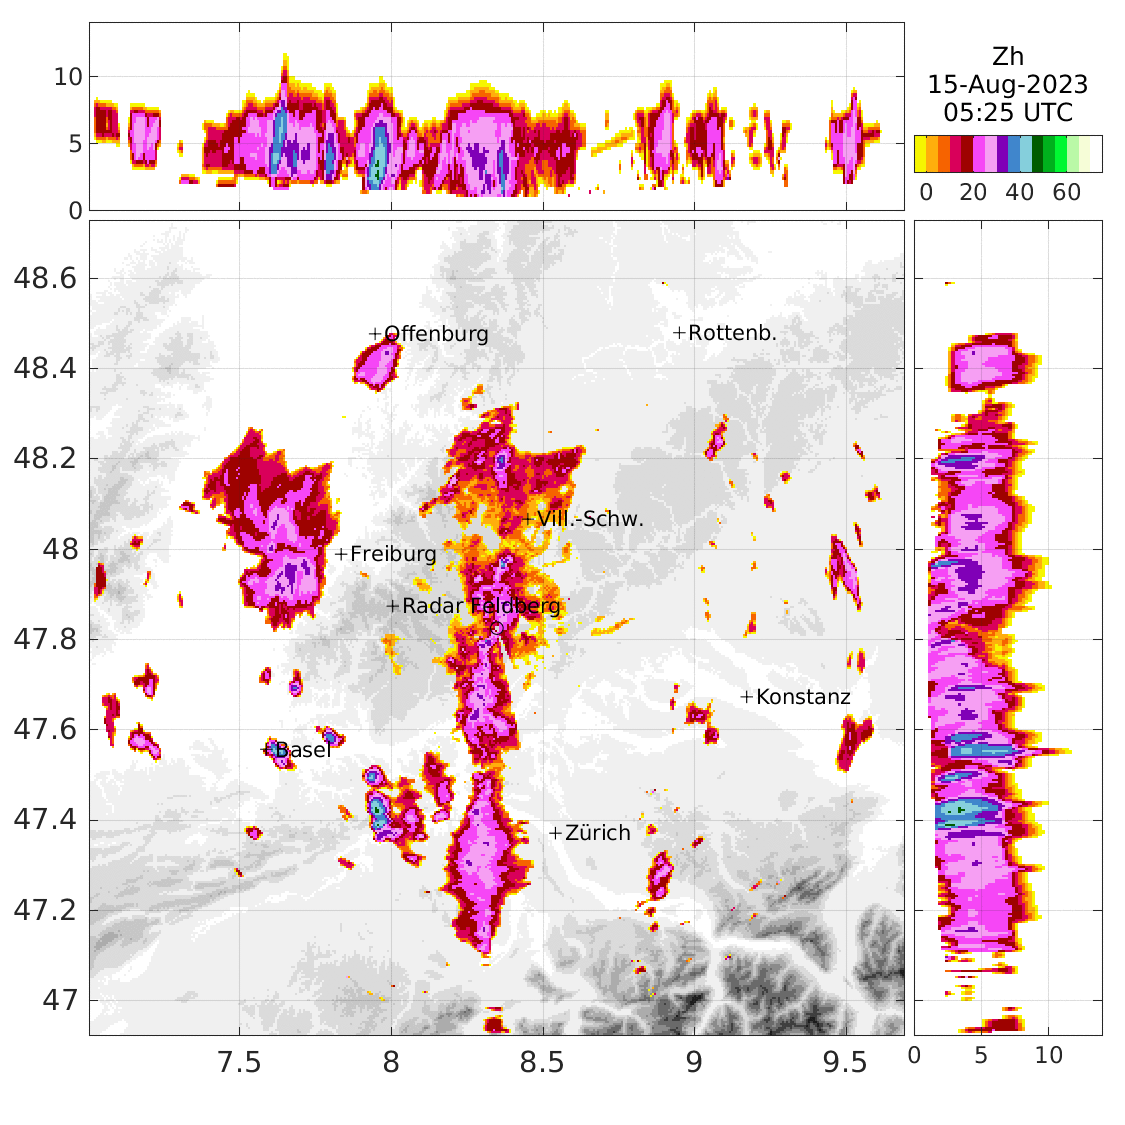 10
5
0
Zh
15-Aug-2023
05:25 UTC
0 20 40 60
48.6
48.4
48.2
48
47.8
47.6
47.4
47.2
47
+Offenburg
+Rottenb.
+Vill.-Schw.
+Freiburg
+Radar Feldberg
+Konstanz
+Basel
+Zürich
7.5 8 8.5 9 9.5
0 5 10